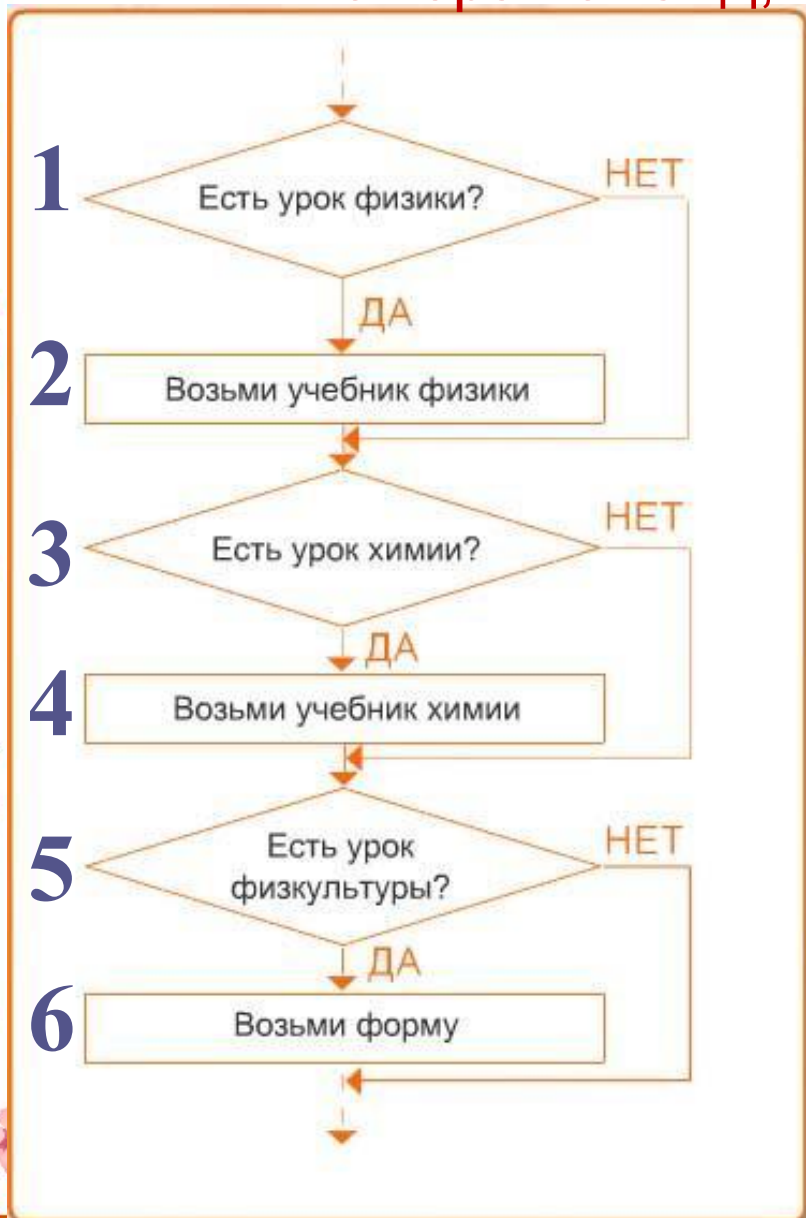 1
Есть урок физики?
НЕТ
ДА
2
Возьми учебник физики
3
Есть урок химии?
НЕТ
ДА
4
Возьми учебник химии
5
Есть урок
физкультуры?
НЕТ
ДА
6
Возьми форму